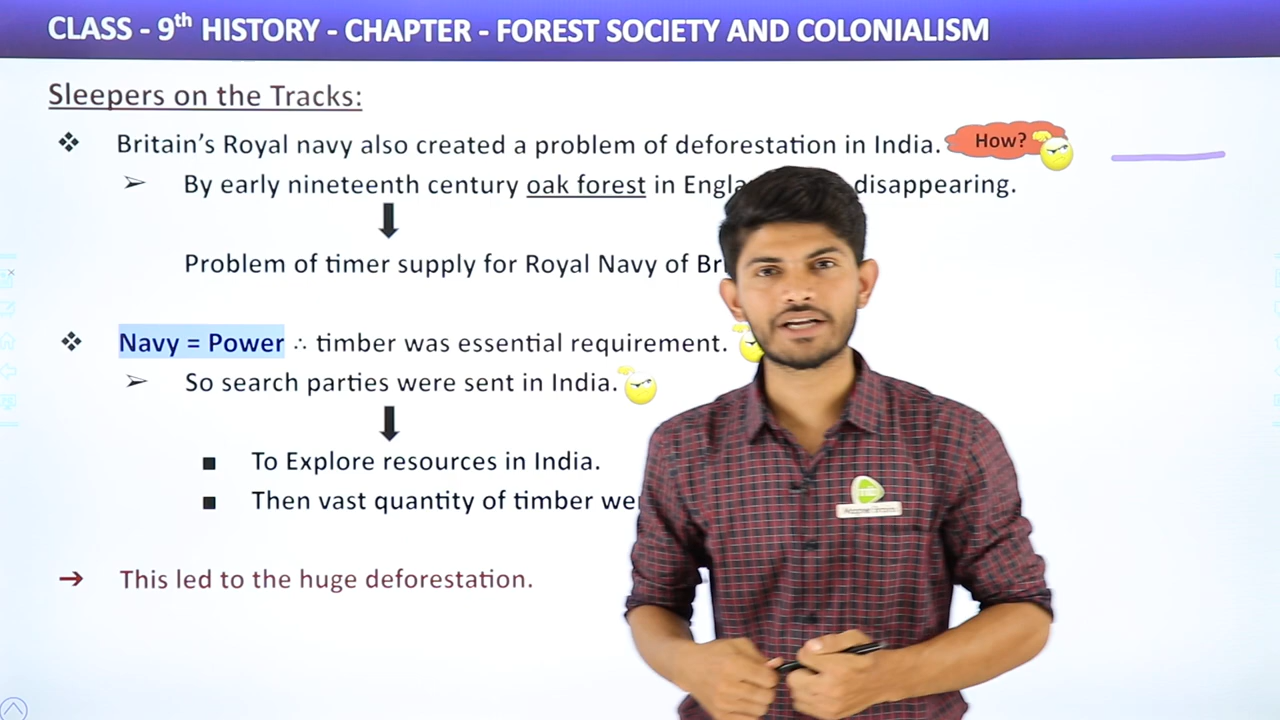 CLASS - 9th HISTORY - CHAPTER - FOREST SOCIETY AND COLONIALISM
Sleepers on the Tracks:
❖ Britain's Royal navy also created a problem of deforestation in India. How?
➢ By early nineteenth century oak forest in disappearing.
Problem of timer supply for Royal Navy of
❖ Navy = Power ∴ timber was essential requirement.
➢ So search parties were sent in India.
■ To Explore resources in India.
■ Then vast quantity of timber
→ This led to the huge deforestation.